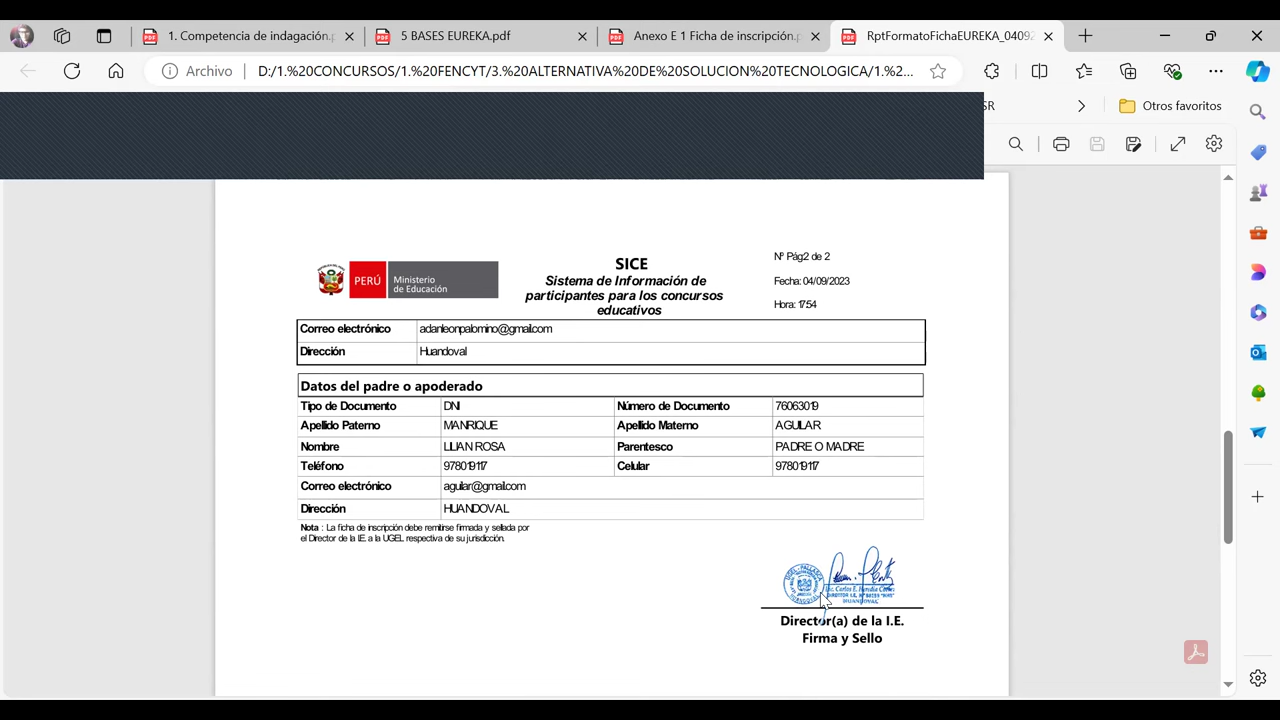 1. Competencia de indagación.p
5 BASES EUREKA.pdf
Anexo E 1 Ficha de inscripción.p
RptFormatoFichaEUREKA_0409
Archivo
D:/1.%20CONCURSOS/1.%20FENCYT/3.%20ALTERNATIVA%20DE%20SOLUCION%20TECNOLOGICA/1.%2...
SR
Otros favoritos
PERÚ
Ministerio
de Educación
SICE
Sistema de Información de
participantes para los concursos
educativos
Nº Pág.2 de 2
Fecha: 04/09/2023
Hora: 17:54
Correo electrónico adanleonpalomino@gmail.com
Dirección Huandoval
Datos del padre o apoderado
Tipo de Documento DNI Número de Documento 76063019
Apellido Paterno MANRIQUE Apellido Materno AGUILAR
Nombre LILIAN ROSA Parentesco PADRE O MADRE
Teléfono 978019117 Celular 978019117
Correo electrónico aguilar@gmail.com
Dirección HUANDOVAL
Nota : La ficha de inscripción debe remitirse firmada y sellada por
el Director de la I.E. a la UGEL respectiva de su jurisdicción.
HUANDOVAL
Director(a) de la I.E.
Firma y Sello